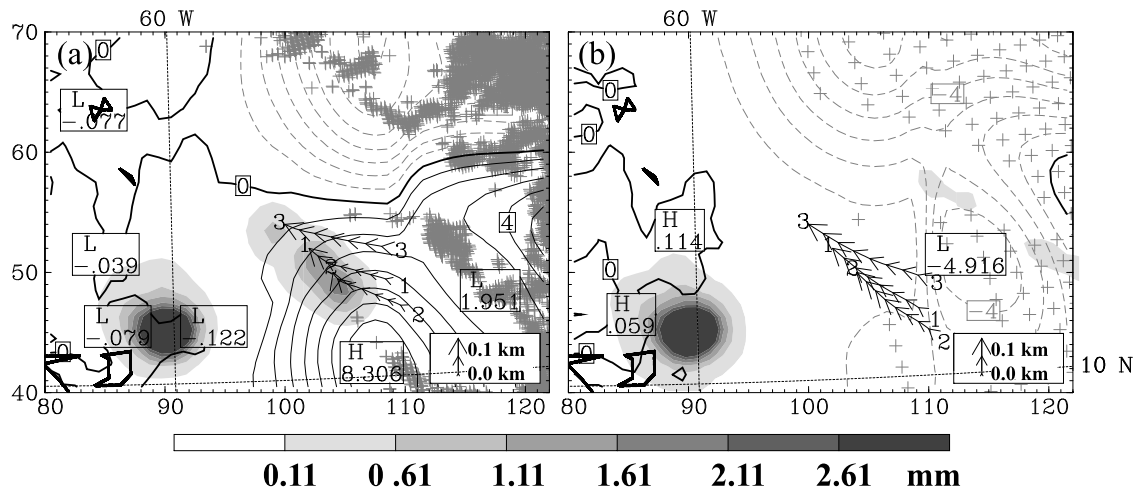 60 W
60 W
70
60
50
40
(a)
0
L
−.077
0
3
1
3
1
2
4
L
−.039
L
1.951
L
−.079
L
−.122
0
H
8.306
0.1 km
0.0 km
80
90
100
110
120
(b)
0
0
−4
H
.114
0
3
1
2
L
−4.916
3
−4
1
2
H
.059
0
0.1 km
0.0 km
10 N
80
90
100
110
120
0.11
0 .61
1.11
1.61
2.11
2.61
mm